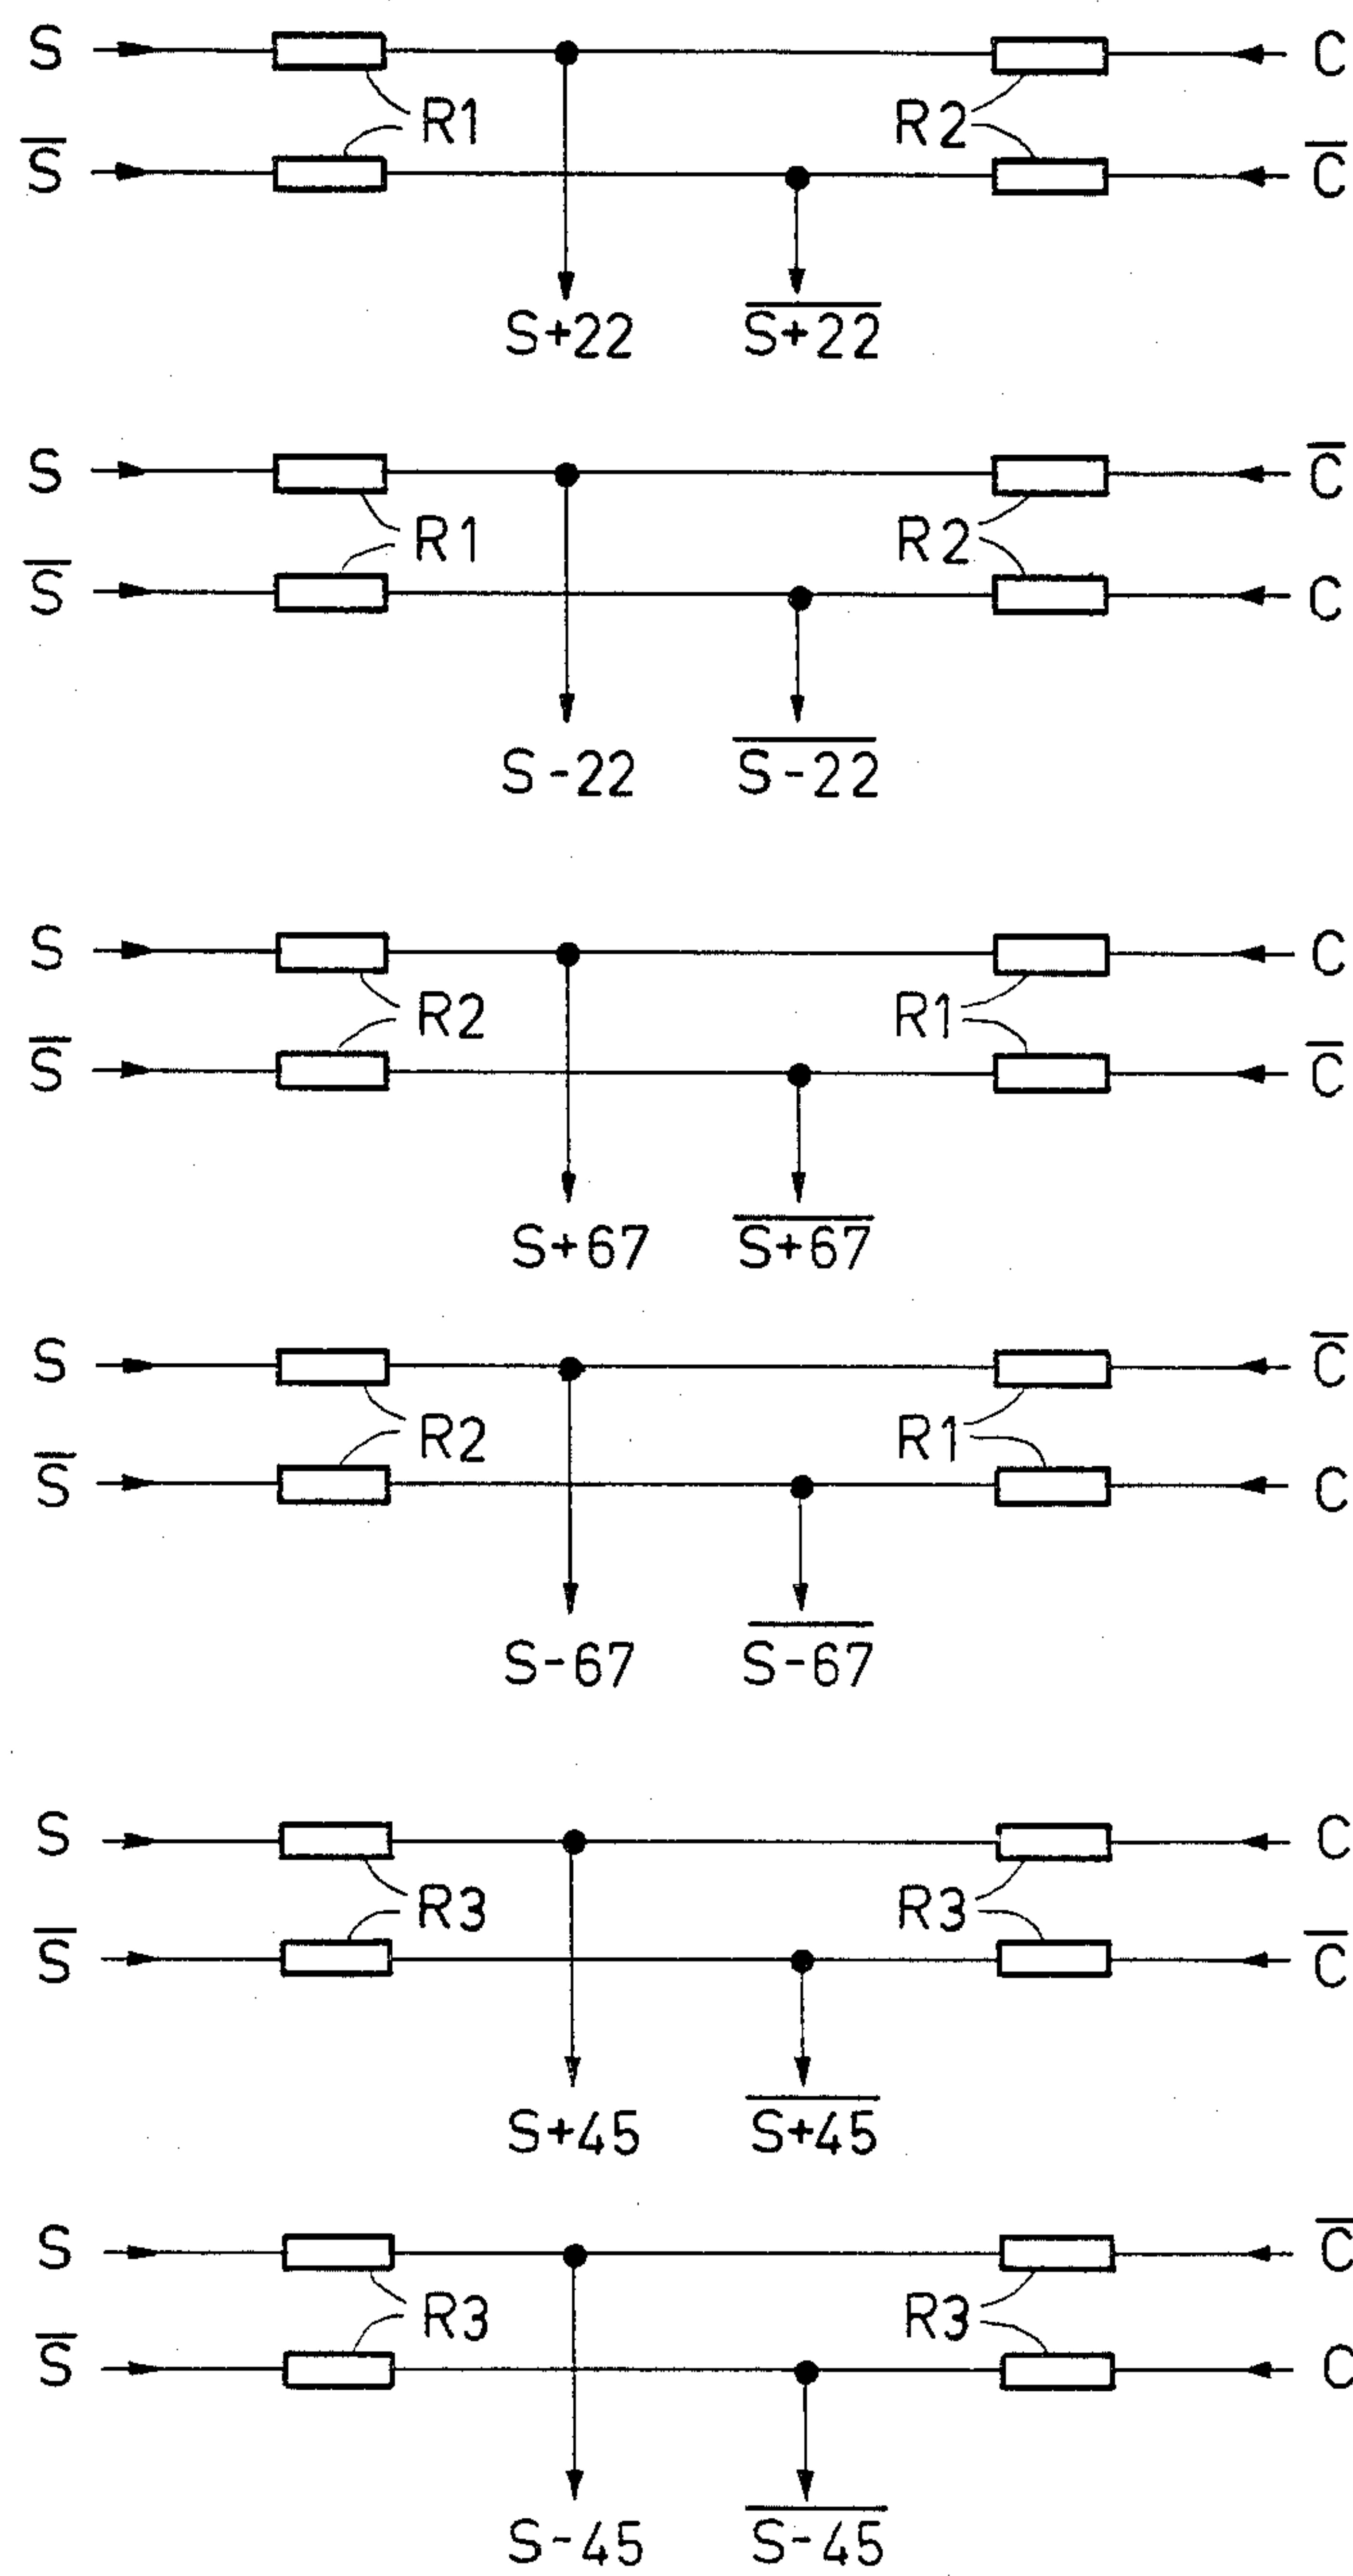 S C
R1 R2
S̅ C̅
S+22 S̅+̅2̅2̅
S C̅
R1 R2
S̅ C
S-22 S̅-̅2̅2̅
S C
R2 R1
S̅ C̅
S+67 S̅+̅6̅7̅
S C̅
R2 R1
S̅ C
S-67 S̅-̅6̅7̅
S C
R3 R3
S̅ C̅
S+45 S̅+̅4̅5̅
S C̅
R3 R3
S̅ C
S-45 S̅-̅4̅5̅